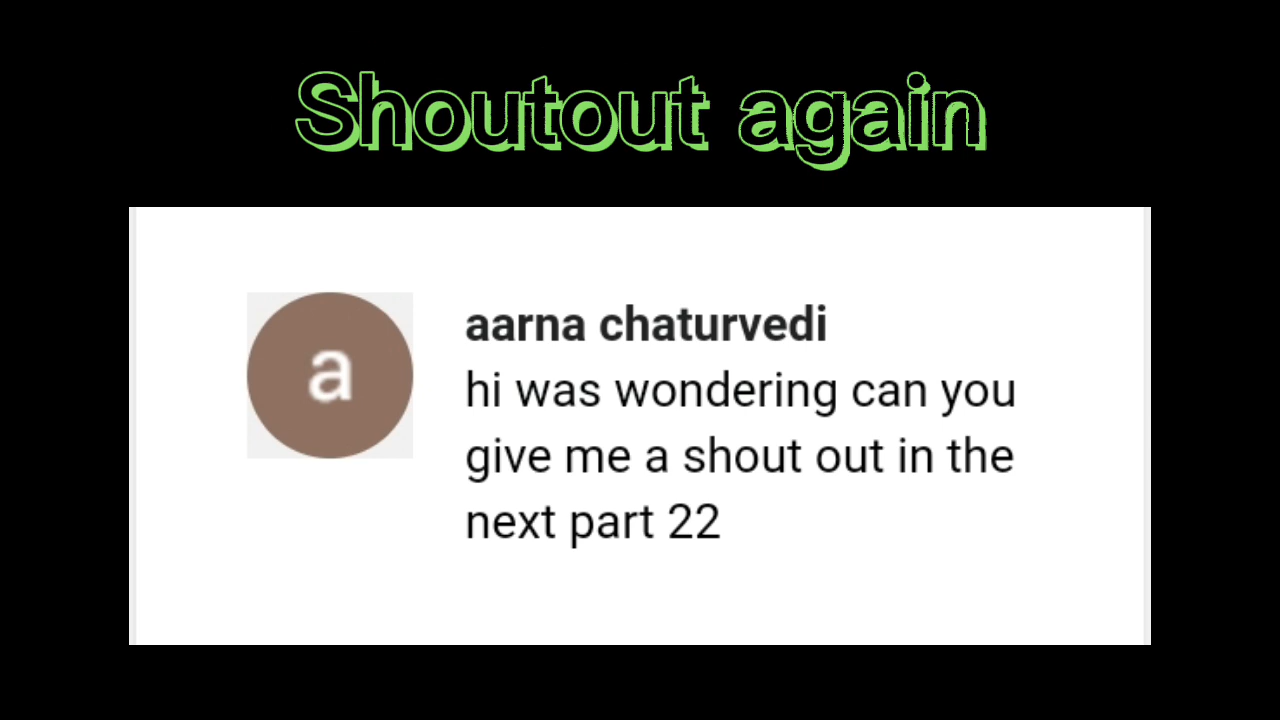 Shoutout again
a
aarna chaturvedi
hi was wondering can you
give me a shout out in the
next part 22